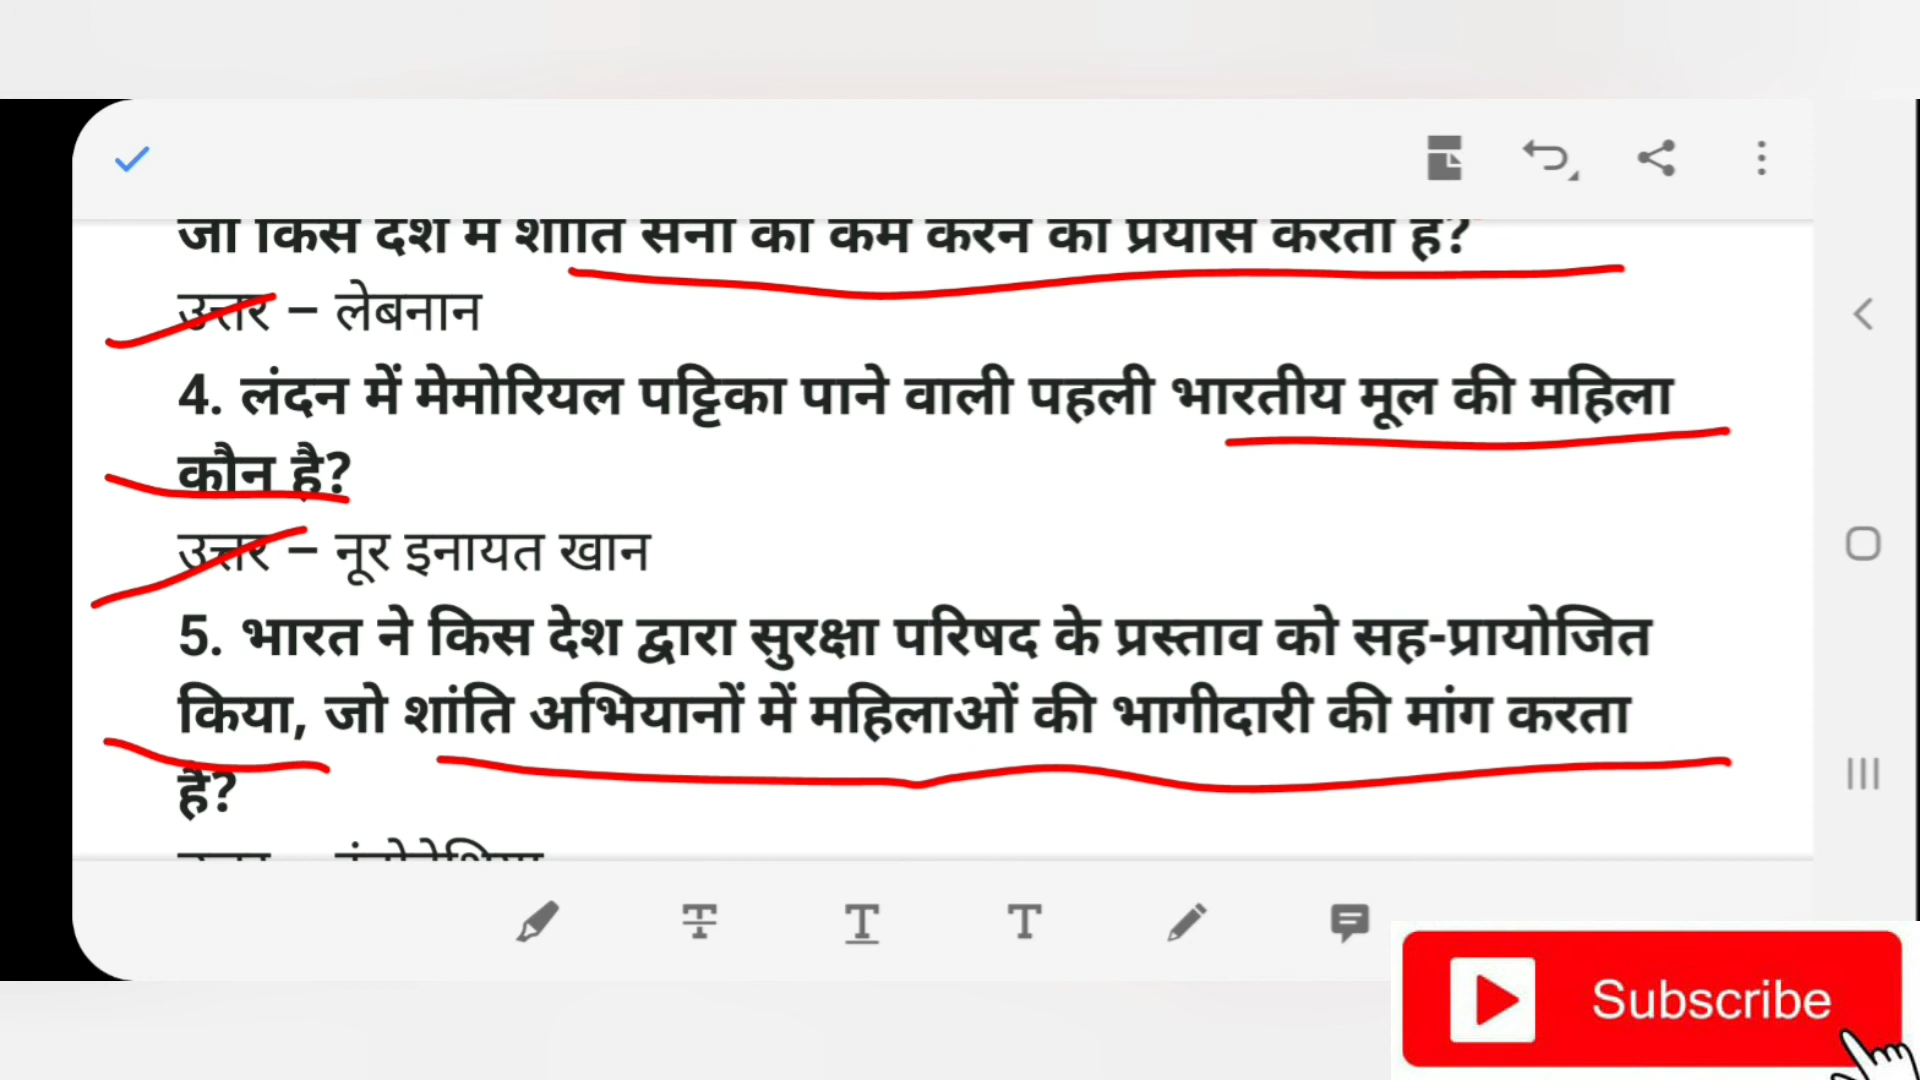 जो किस देश में शांति सेना को कम करने का प्रयास करता है?
उत्तर – लेबनान
4. लंदन में मेमोरियल पट्टिका पाने वाली पहली भारतीय मूल की महिला
कौन है?
उत्तर – नूर इनायत खान
5. भारत ने किस देश द्वारा सुरक्षा परिषद के प्रस्ताव को सह-प्रायोजित
किया, जो शांति अभियानों में महिलाओं की भागीदारी की मांग करता
है?
Subscribe